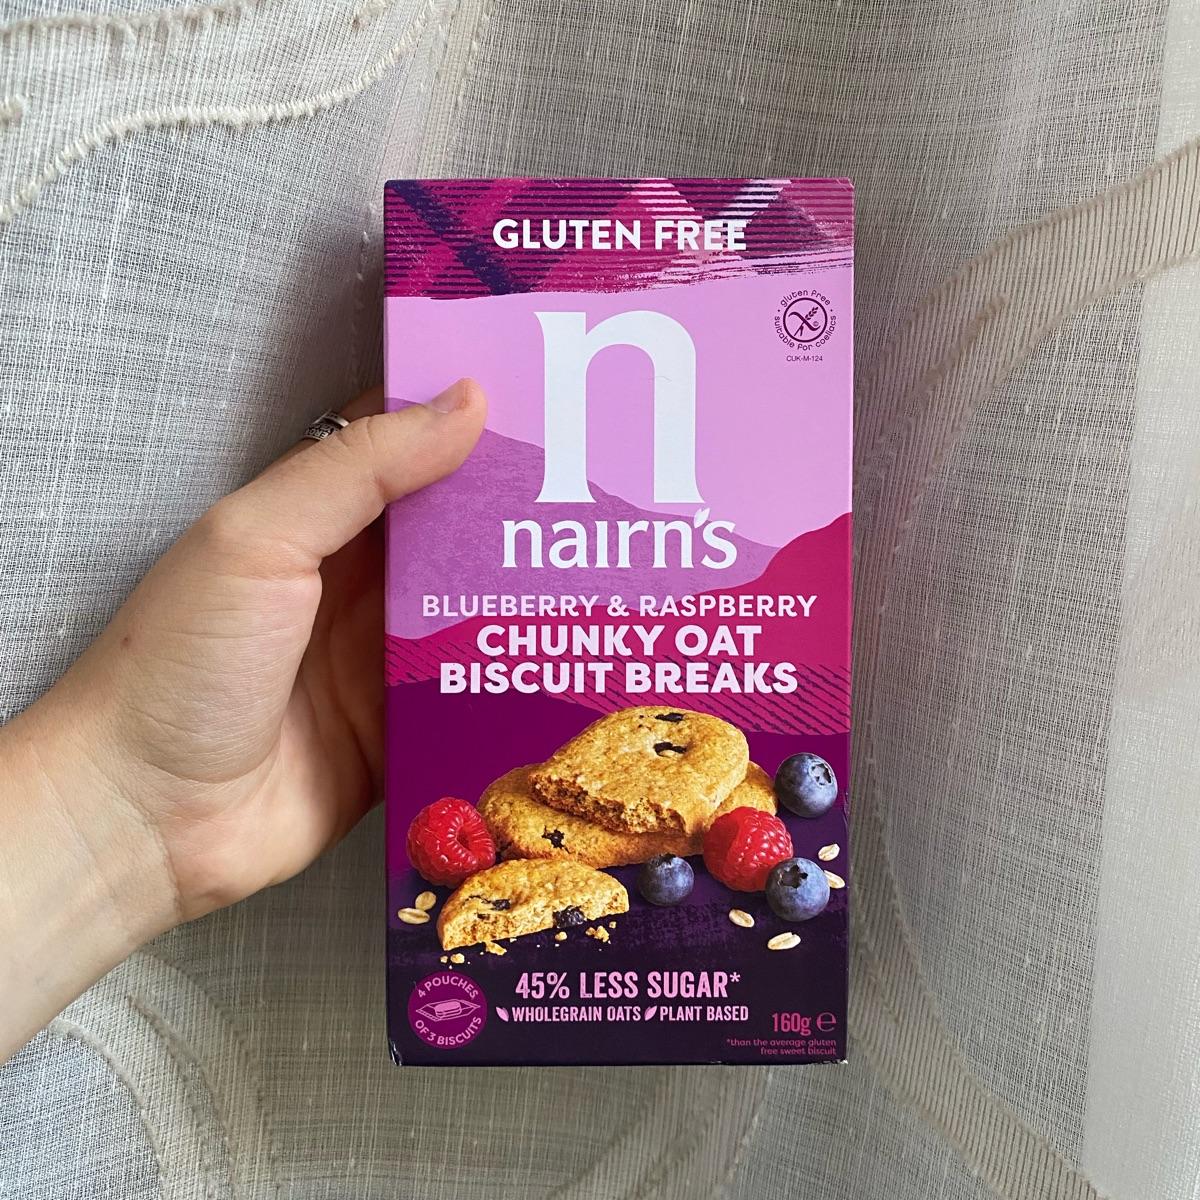 GLUTEN FREE
gluten free
suitable for coeliacs
CUK-M-124
n
nairn's
BLUEBERRY & RASPBERRY
CHUNKY OAT
BISCUIT BREAKS
45% LESS SUGAR*
WHOLEGRAIN OATS PLANT BASED
4 POUCHES
OF 3 BISCUITS
160g ℮
*than the average gluten
free sweet biscuit